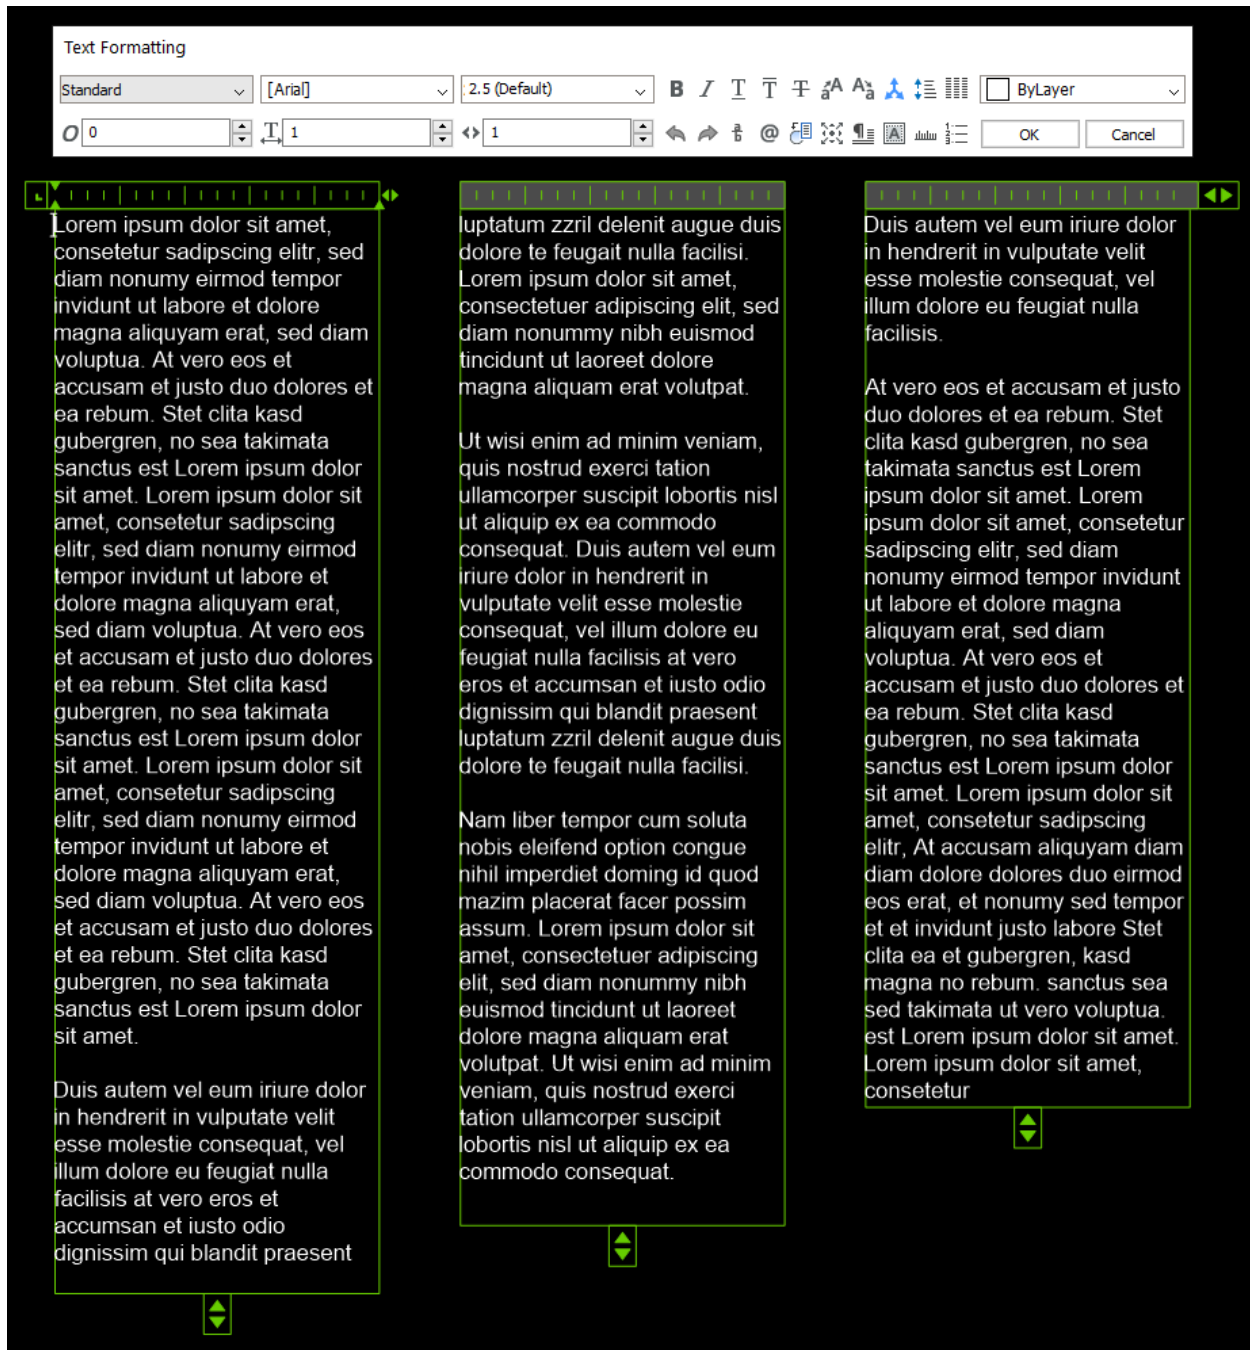 Text Formatting
Standard [Arial] 2.5 (Default) B I T T T aA Aa ByLayer
O 0 T 1 1 @ A OK Cancel
Lorem ipsum dolor sit amet,
consetetur sadipscing elitr, sed
diam nonumy eirmod tempor
invidunt ut labore et dolore
magna aliquyam erat, sed diam
voluptua. At vero eos et
accusam et justo duo dolores et
ea rebum. Stet clita kasd
gubergren, no sea takimata
sanctus est Lorem ipsum dolor
sit amet. Lorem ipsum dolor sit
amet, consetetur sadipscing
elitr, sed diam nonumy eirmod
tempor invidunt ut labore et
dolore magna aliquyam erat,
sed diam voluptua. At vero eos
et accusam et justo duo dolores
et ea rebum. Stet clita kasd
gubergren, no sea takimata
sanctus est Lorem ipsum dolor
sit amet. Lorem ipsum dolor sit
amet, consetetur sadipscing
elitr, sed diam nonumy eirmod
tempor invidunt ut labore et
dolore magna aliquyam erat,
sed diam voluptua. At vero eos
et accusam et justo duo dolores
et ea rebum. Stet clita kasd
gubergren, no sea takimata
sanctus est Lorem ipsum dolor
sit amet.
Duis autem vel eum iriure dolor
in hendrerit in vulputate velit
esse molestie consequat, vel
illum dolore eu feugiat nulla
facilisis at vero eros et
accumsan et iusto odio
dignissim qui blandit praesent
luptatum zzril delenit augue duis
dolore te feugait nulla facilisi.
Lorem ipsum dolor sit amet,
consectetuer adipiscing elit, sed
diam nonummy nibh euismod
tincidunt ut laoreet dolore
magna aliquam erat volutpat.
Ut wisi enim ad minim veniam,
quis nostrud exerci tation
ullamcorper suscipit lobortis nisl
ut aliquip ex ea commodo
consequat. Duis autem vel eum
iriure dolor in hendrerit in
vulputate velit esse molestie
consequat, vel illum dolore eu
feugiat nulla facilisis at vero
eros et accumsan et iusto odio
dignissim qui blandit praesent
luptatum zzril delenit augue duis
dolore te feugait nulla facilisi.
Nam liber tempor cum soluta
nobis eleifend option congue
nihil imperdiet doming id quod
mazim placerat facer possim
assum. Lorem ipsum dolor sit
amet, consectetuer adipiscing
elit, sed diam nonummy nibh
euismod tincidunt ut laoreet
dolore magna aliquam erat
volutpat. Ut wisi enim ad minim
veniam, quis nostrud exerci
tation ullamcorper suscipit
lobortis nisl ut aliquip ex ea
commodo consequat.
Duis autem vel eum iriure dolor
in hendrerit in vulputate velit
esse molestie consequat, vel
illum dolore eu feugiat nulla
facilisis.
At vero eos et accusam et justo
duo dolores et ea rebum. Stet
clita kasd gubergren, no sea
takimata sanctus est Lorem
ipsum dolor sit amet. Lorem
ipsum dolor sit amet, consetetur
sadipscing elitr, sed diam
nonumy eirmod tempor invidunt
ut labore et dolore magna
aliquyam erat, sed diam
voluptua. At vero eos et
accusam et justo duo dolores et
ea rebum. Stet clita kasd
gubergren, no sea takimata
sanctus est Lorem ipsum dolor
sit amet. Lorem ipsum dolor sit
amet, consetetur sadipscing
elitr, At accusam aliquyam diam
diam dolore dolores duo eirmod
eos erat, et nonumy sed tempor
et et invidunt justo labore Stet
clita ea et gubergren, kasd
magna no rebum. sanctus sea
sed takimata ut vero voluptua.
est Lorem ipsum dolor sit amet.
Lorem ipsum dolor sit amet,
consetetur